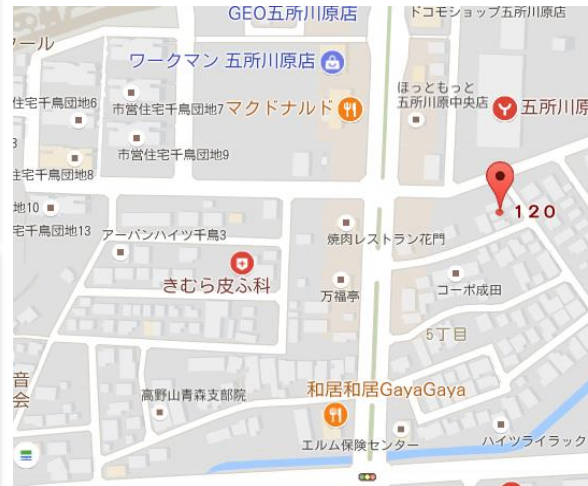 GEO五所川原店
ドコモショップ五所川原店
ワークマン 五所川原店
ほっともっと
五所川原中央店
五所川原
住宅千鳥団地6
市営住宅千鳥団地7
マクドナルド
市営住宅千鳥団地9
住宅千鳥団地8
地10
宅千鳥団地13
アーバンハイツ千鳥3
焼肉レストラン花門
120
きむら皮ふ科
万福亭
コーポ成田
5丁目
音
会
高野山青森支部院
和居和居GayaGaya
エルム保険センター
ハイツライラック